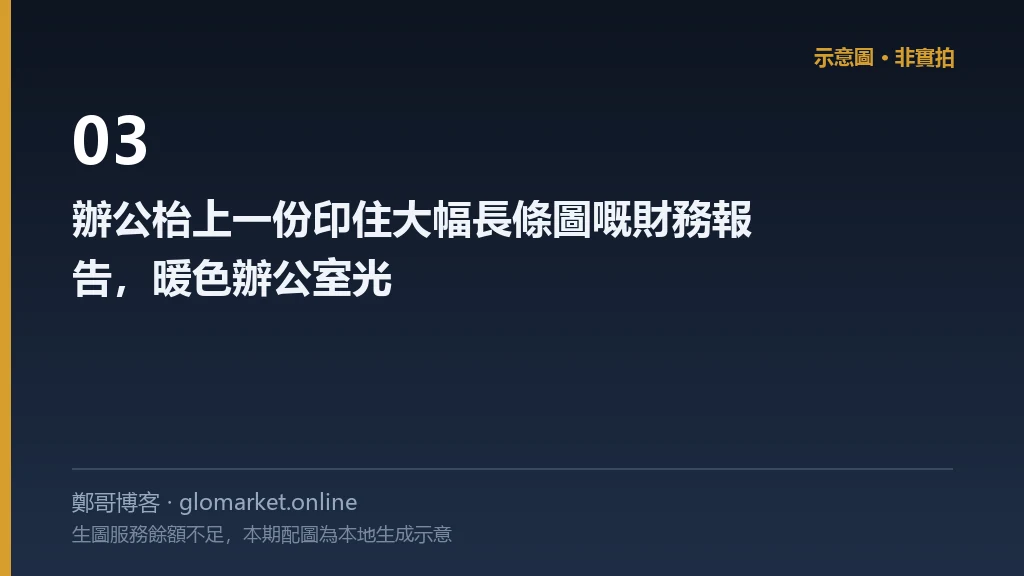 示意圖・非實拍
03
辦公枱上一份印住大幅長條圖嘅財務報
告，暖色辦公室光
鄭哥博客 · glomarket.online
生圖服務餘額不足，本期配圖為本地生成示意